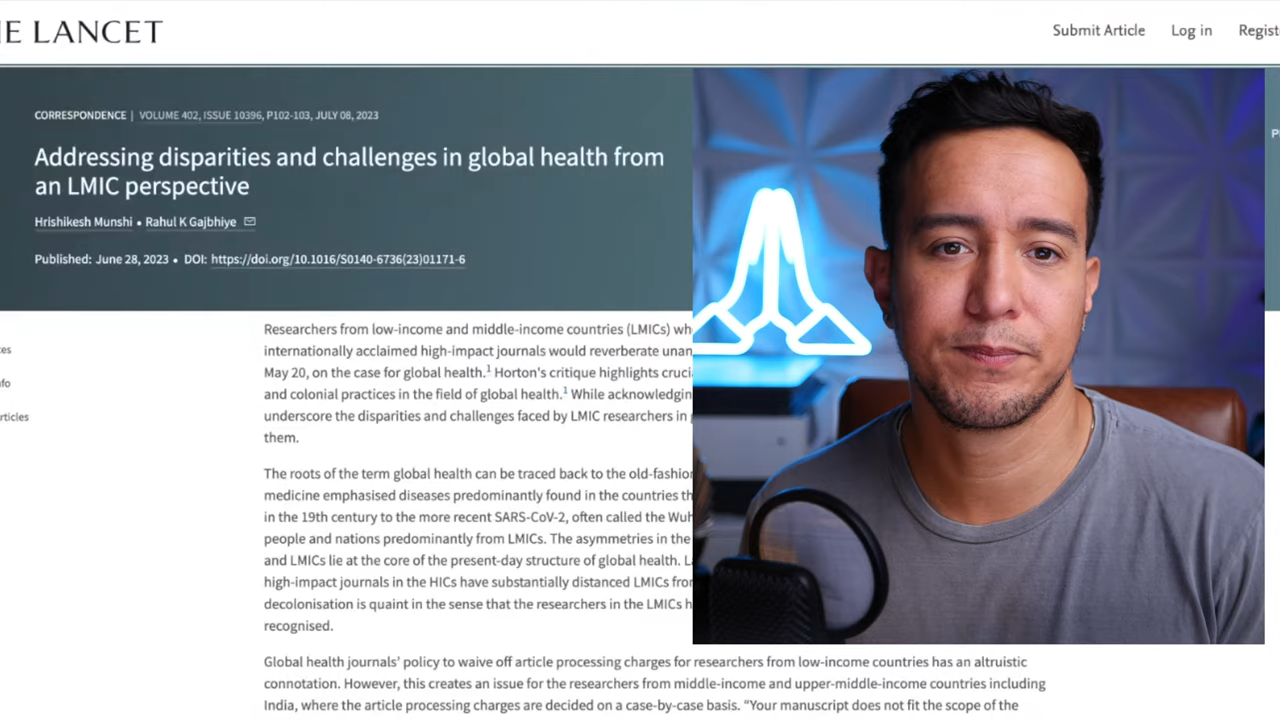 THE LANCET
Submit Article
Log in
CORRESPONDENCE | VOLUME 402, ISSUE 10396, P102-103, JULY 08, 2023
Addressing disparities and challenges in global health from
an LMIC perspective
Hrishikesh Munshi • Rahul K Gajbhiye
Published: June 28, 2023 • DOI: https://doi.org/10.1016/S0140-6736(23)01171-6
Researchers from low-income and middle-income countries (LMICs)
internationally acclaimed high-impact journals would reverberate
May 20, on the case for global health.1 Horton's critique highlights
and colonial practices in the field of global health.1 While
underscore the disparities and challenges faced by LMIC researchers in
them.
The roots of the term global health can be traced back to the
medicine emphasised diseases predominantly found in the countries
in the 19th century to the more recent SARS-CoV-2, often called the
people and nations predominantly from LMICs. The asymmetries in the
and LMICs lie at the core of the present-day structure of global health.
high-impact journals in the HICs have substantially distanced LMICs
decolonisation is quaint in the sense that the researchers in the LMICs
recognised.
Global health journals' policy to waive off article processing charges for researchers from low-income countries has an altruistic
connotation. However, this creates an issue for the researchers from middle-income and upper-middle-income countries including
India, where the article processing charges are decided on a case-by-case basis. “Your manuscript does not fit the scope of the